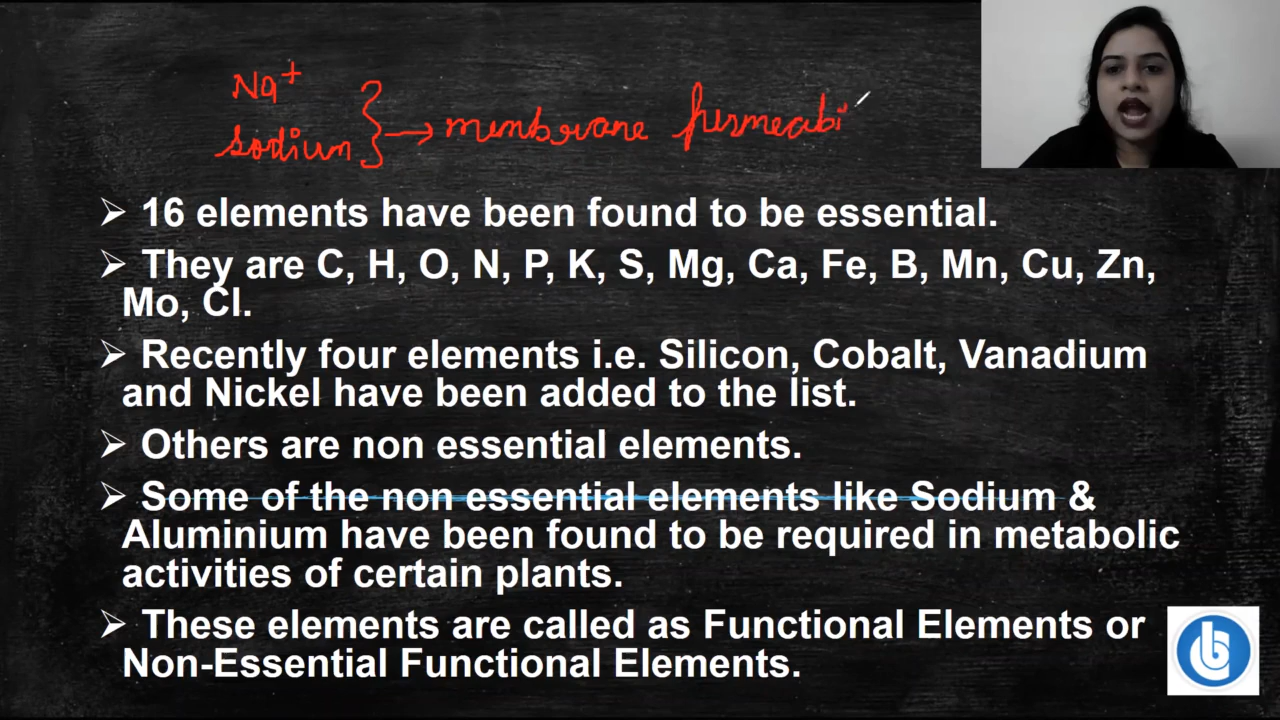 Na+
sodium } → membrane permeabi
➢ 16 elements have been found to be essential.
➢ They are C, H, O, N, P, K, S, Mg, Ca, Fe, B, Mn, Cu, Zn,
Mo, Cl.
➢ Recently four elements i.e. Silicon, Cobalt, Vanadium
and Nickel have been added to the list.
➢ Others are non essential elements.
➢ Some of the non essential elements like Sodium &
Aluminium have been found to be required in metabolic
activities of certain plants.
➢ These elements are called as Functional Elements or
Non-Essential Functional Elements.